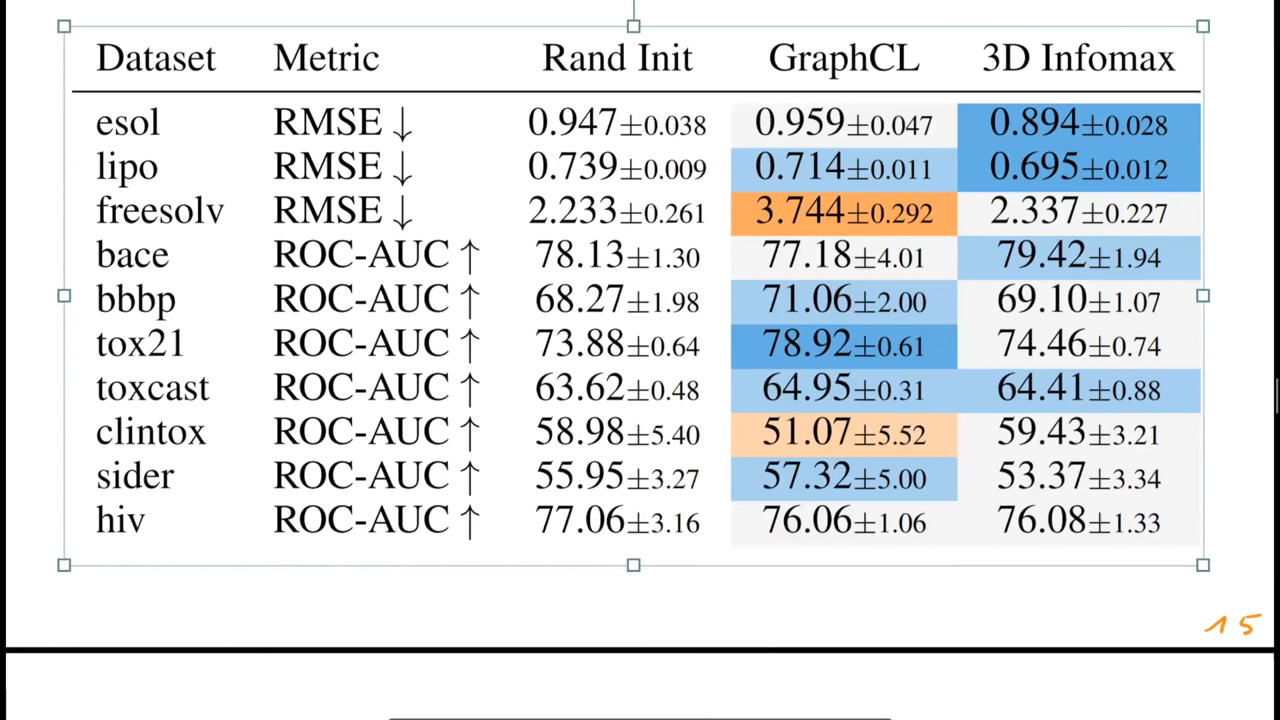 Dataset Metric Rand Init GraphCL 3D Infomax
esol RMSE ↓ 0.947±0.038 0.959±0.047 0.894±0.028
lipo RMSE ↓ 0.739±0.009 0.714±0.011 0.695±0.012
freesolv RMSE ↓ 2.233±0.261 3.744±0.292 2.337±0.227
bace ROC-AUC ↑ 78.13±1.30 77.18±4.01 79.42±1.94
bbbp ROC-AUC ↑ 68.27±1.98 71.06±2.00 69.10±1.07
tox21 ROC-AUC ↑ 73.88±0.64 78.92±0.61 74.46±0.74
toxcast ROC-AUC ↑ 63.62±0.48 64.95±0.31 64.41±0.88
clintox ROC-AUC ↑ 58.98±5.40 51.07±5.52 59.43±3.21
sider ROC-AUC ↑ 55.95±3.27 57.32±5.00 53.37±3.34
hiv ROC-AUC ↑ 77.06±3.16 76.06±1.06 76.08±1.33
15